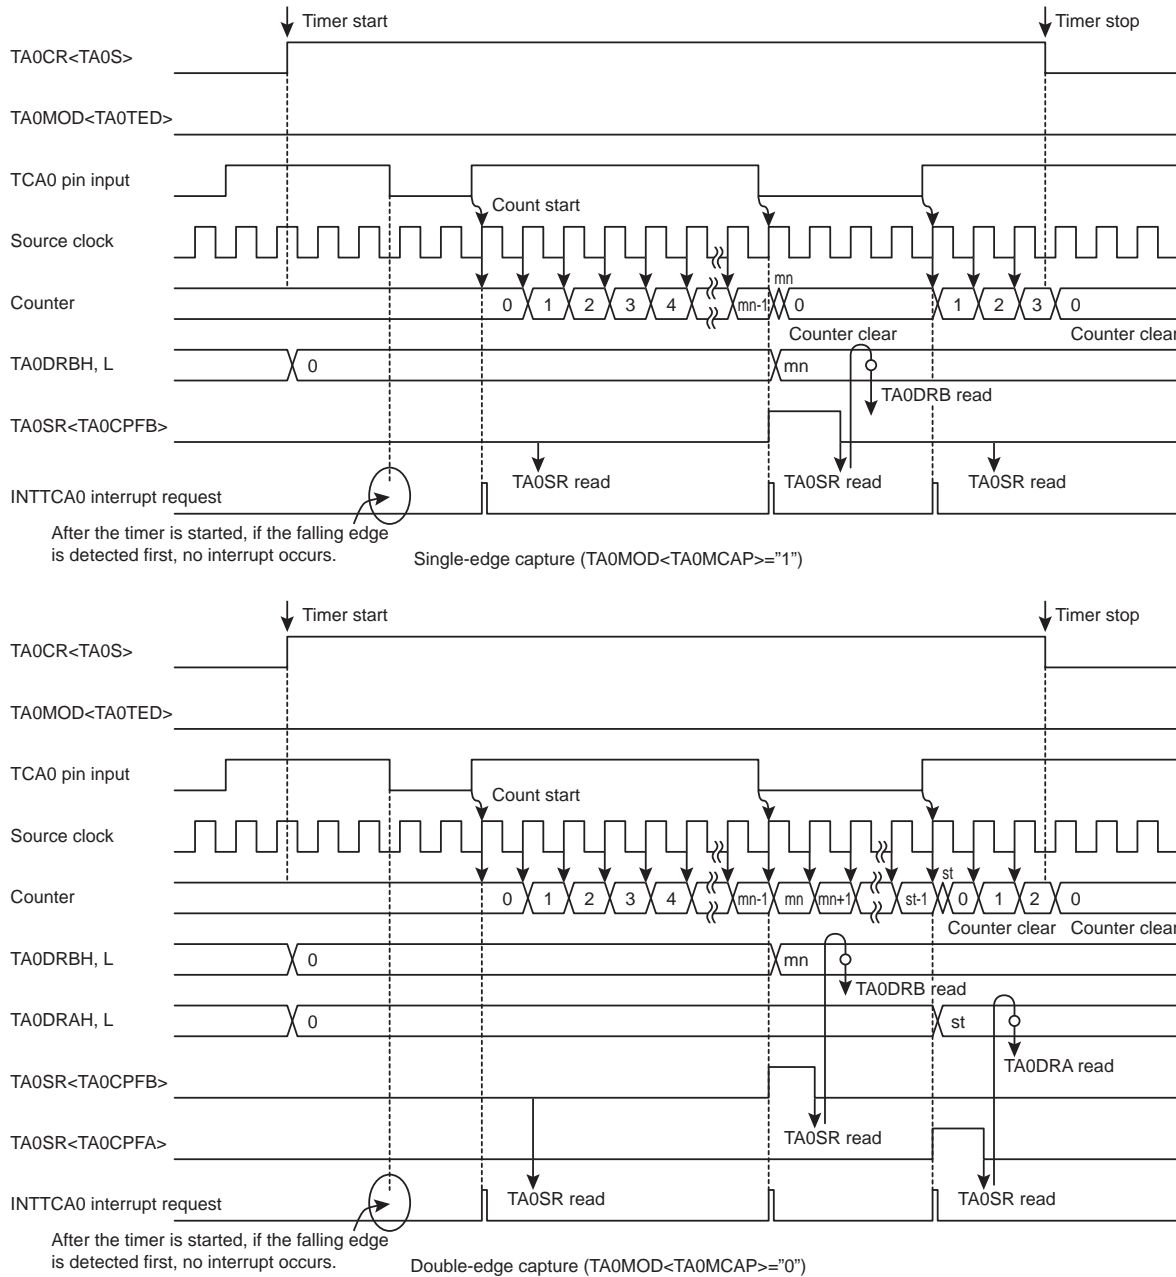 Timer start
Timer stop
TA0CR<TA0S>
TA0MOD<TA0TED>
TCA0 pin input
Count start
Source clock
mn
Counter
0 1 2 3 4 mn-1 0 1 2 3 0
Counter clear
Counter clear
TA0DRBH, L
0
mn
TA0DRB read
TA0SR<TA0CPFB>
TA0SR read
TA0SR read
TA0SR read
INTTCA0 interrupt request
After the timer is started, if the falling edge
is detected first, no interrupt occurs.
Single-edge capture (TA0MOD<TA0MCAP>=”1”)
Timer start
Timer stop
TA0CR<TA0S>
TA0MOD<TA0TED>
TCA0 pin input
Count start
Source clock
st
Counter
0 1 2 3 4 mn-1 mn mn+1 st-1 0 1 2 0
Counter clear
Counter clear
TA0DRBH, L
0
mn
TA0DRB read
TA0DRAH, L
0
st
TA0DRA read
TA0SR<TA0CPFB>
TA0SR read
TA0SR<TA0CPFA>
TA0SR read
TA0SR read
INTTCA0 interrupt request
After the timer is started, if the falling edge
is detected first, no interrupt occurs.
Double-edge capture (TA0MOD<TA0MCAP>=”0”)